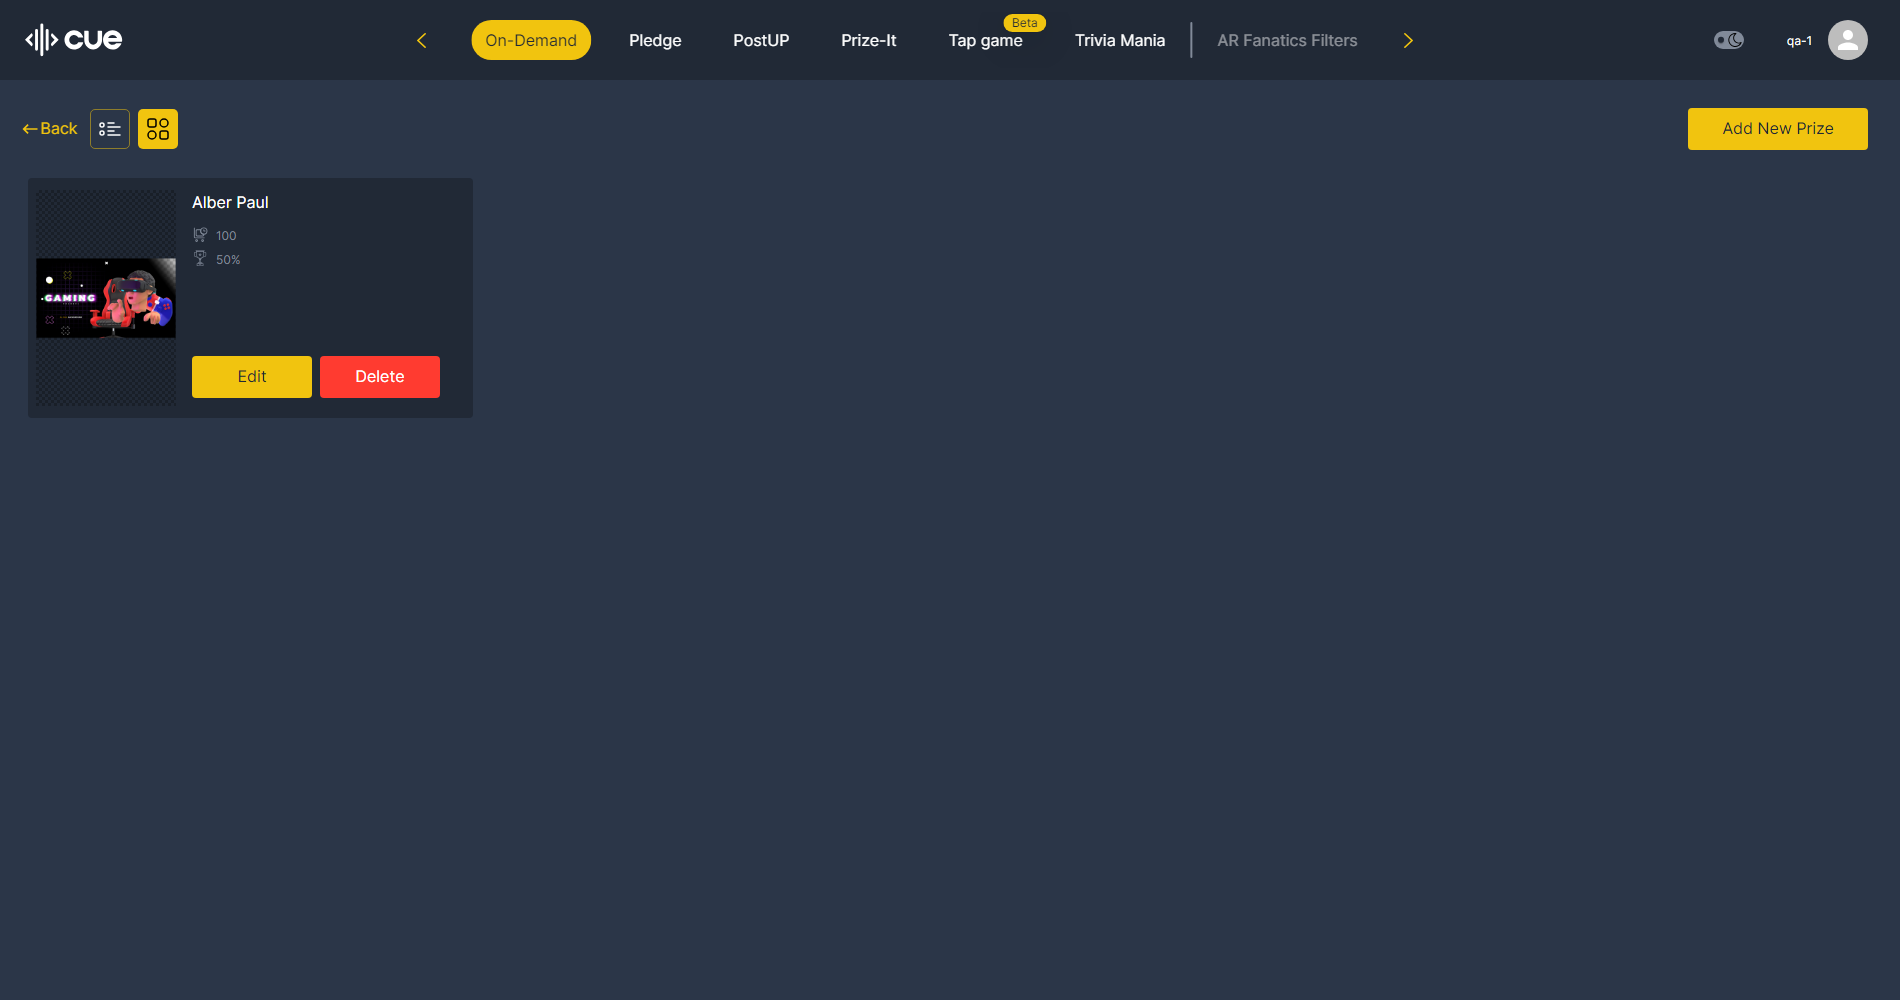 cue
On-Demand
Pledge
PostUP
Prize-It
Beta
Tap game
Trivia Mania
AR Fanatics Filters
qa-1
Back
Add New Prize
Alber Paul
100
50%
GAMING
Edit
Delete